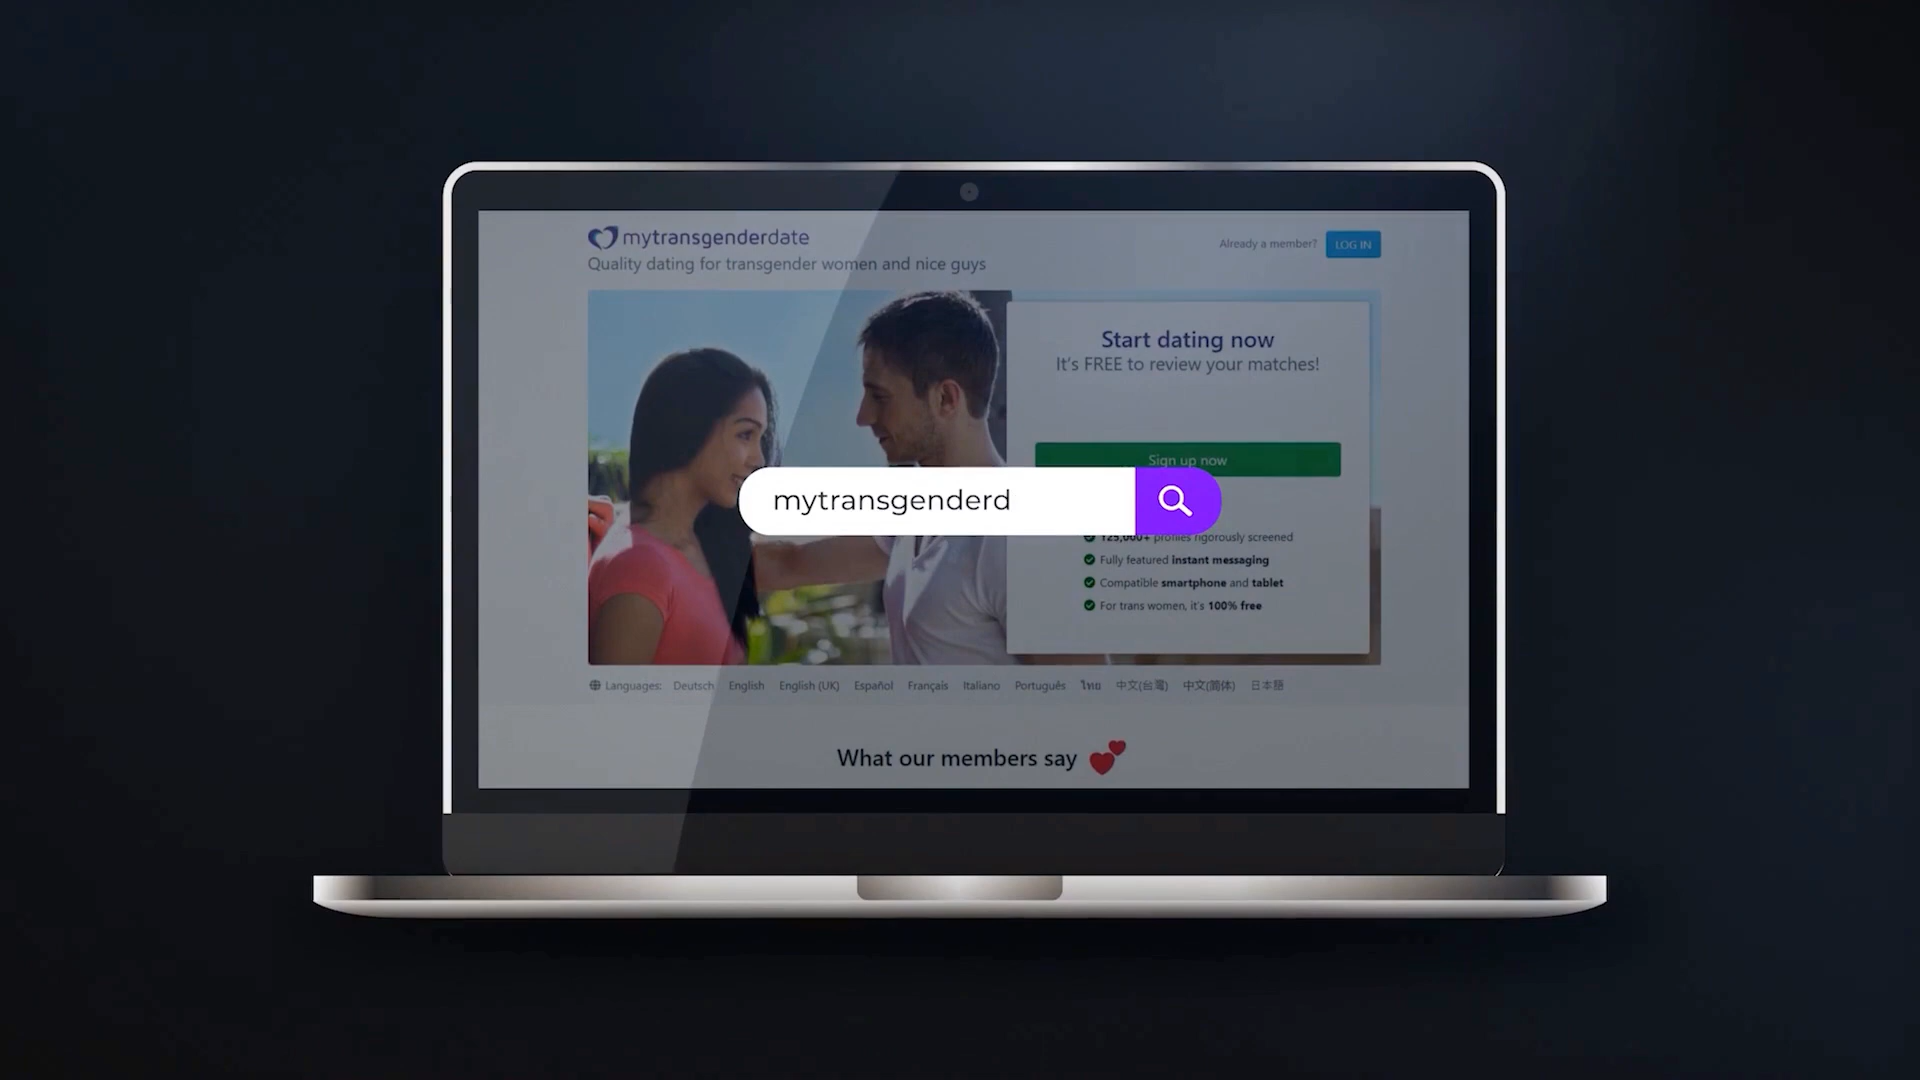 mytransgenderdate
Quality dating for transgender women and nice guys
Already a member? LOG IN
Start dating now
It's FREE to review your matches!
Sign up now
mytransgenderd
125,000+ profiles rigorously screened
Fully featured instant messaging
Compatible smartphone and tablet
For trans women, it's 100% free
Languages: Deutsch English English (UK) Español Français Italiano Português ไทย 中文(台灣) 中文(简体) 日本語
What our members say